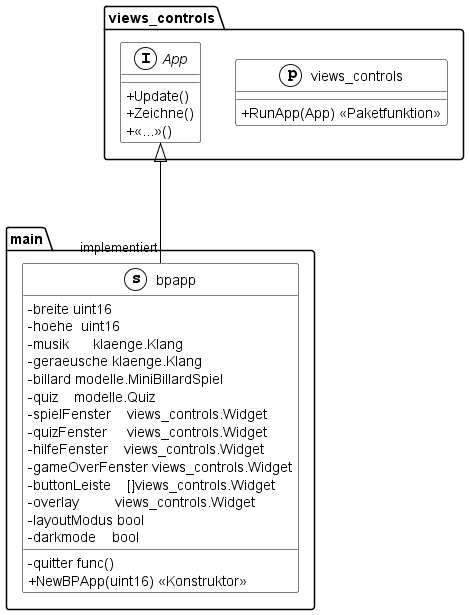 views_controls
I App
+Update()
+Zeichne()
+«...»()
p views_controls
+RunApp(App) «Paketfunktion»
implementiert
main
s bpapp
-breite uint16
-hoehe uint16
-musik klaenge.Klang
-geraeusche klaenge.Klang
-billard modelle.MiniBillardSpiel
-quiz modelle.Quiz
-spielFenster views_controls.Widget
-quizFenster views_controls.Widget
-hilfeFenster views_controls.Widget
-gameOverFenster views_controls.Widget
-buttonLeiste []views_controls.Widget
-overlay views_controls.Widget
-layoutModus bool
-darkmode bool
-quitter func()
+NewBPApp(uint16) «Konstruktor»